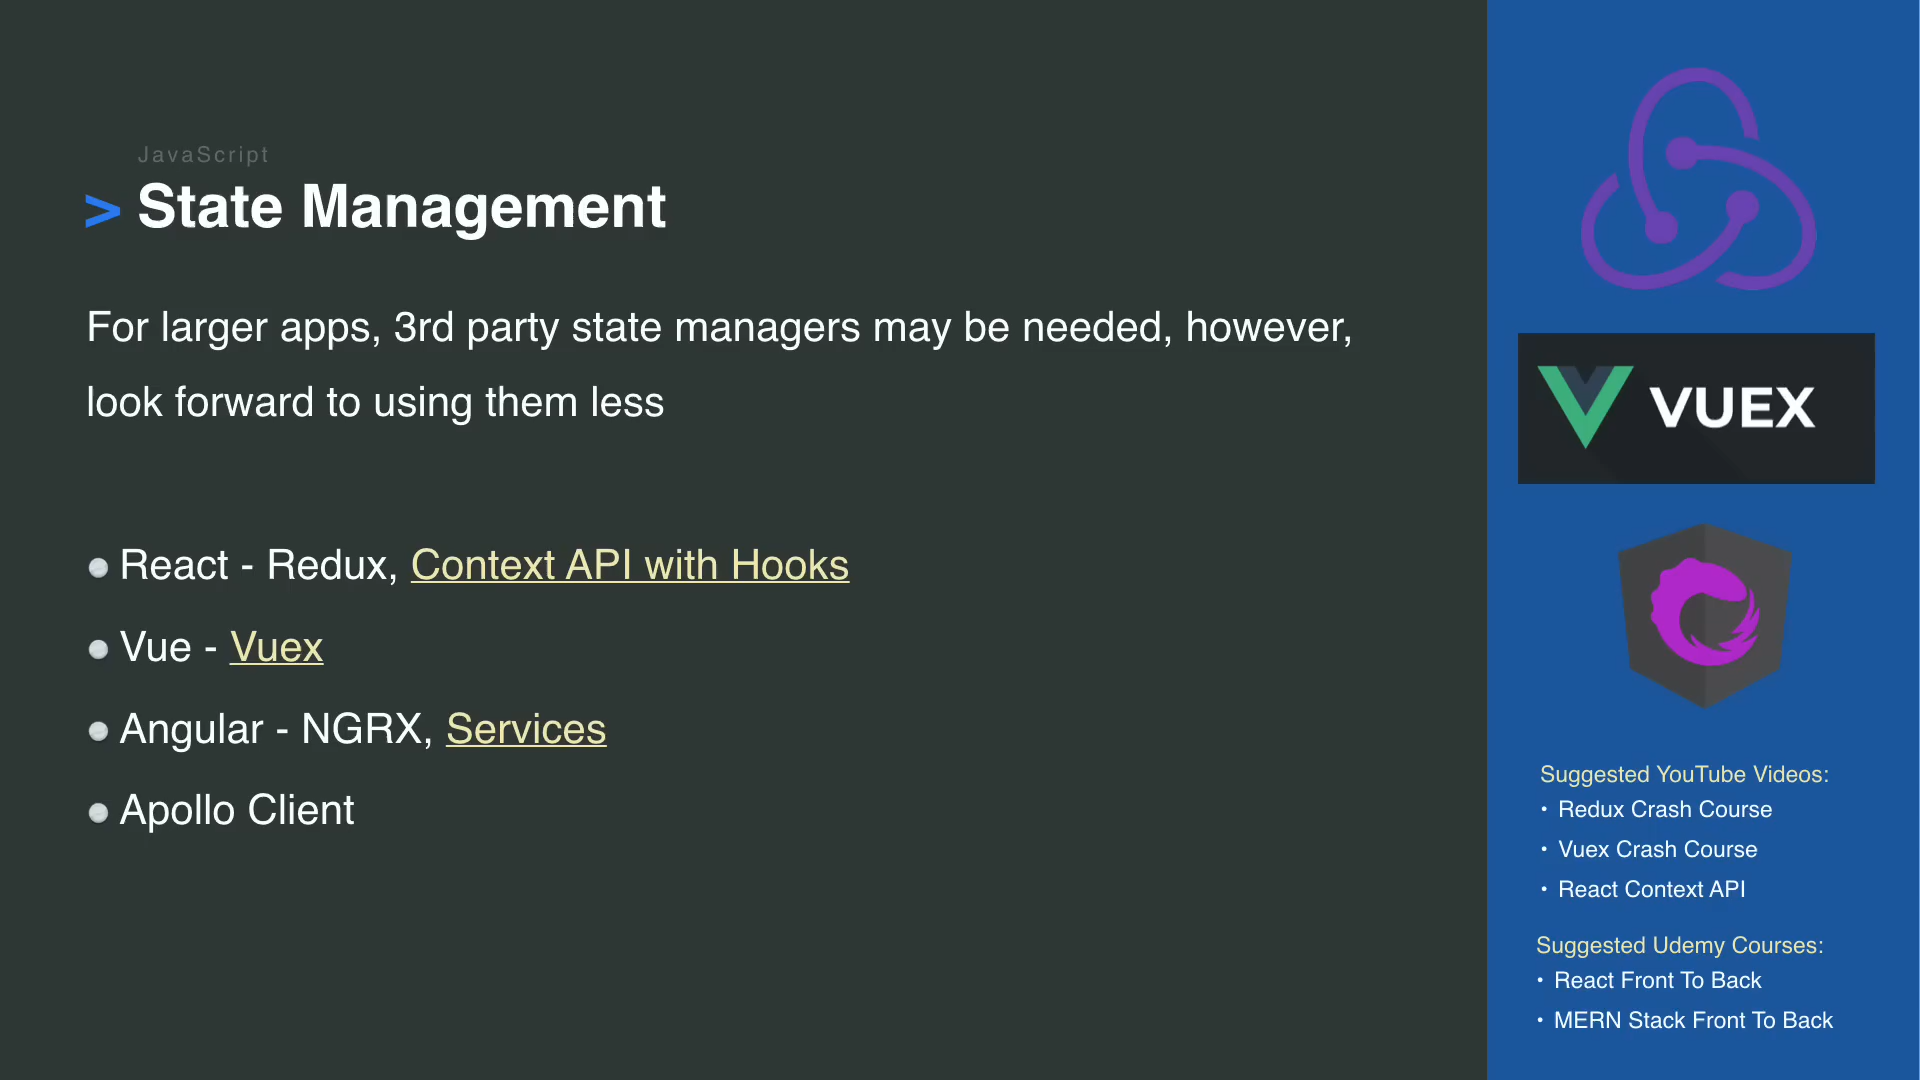 JavaScript
> State Management
For larger apps, 3rd party state managers may be needed, however,
look forward to using them less
React - Redux, Context API with Hooks
Vue - Vuex
Angular - NGRX, Services
Apollo Client
VUEX
Suggested YouTube Videos:
• Redux Crash Course
• Vuex Crash Course
• React Context API
Suggested Udemy Courses:
• React Front To Back
• MERN Stack Front To Back